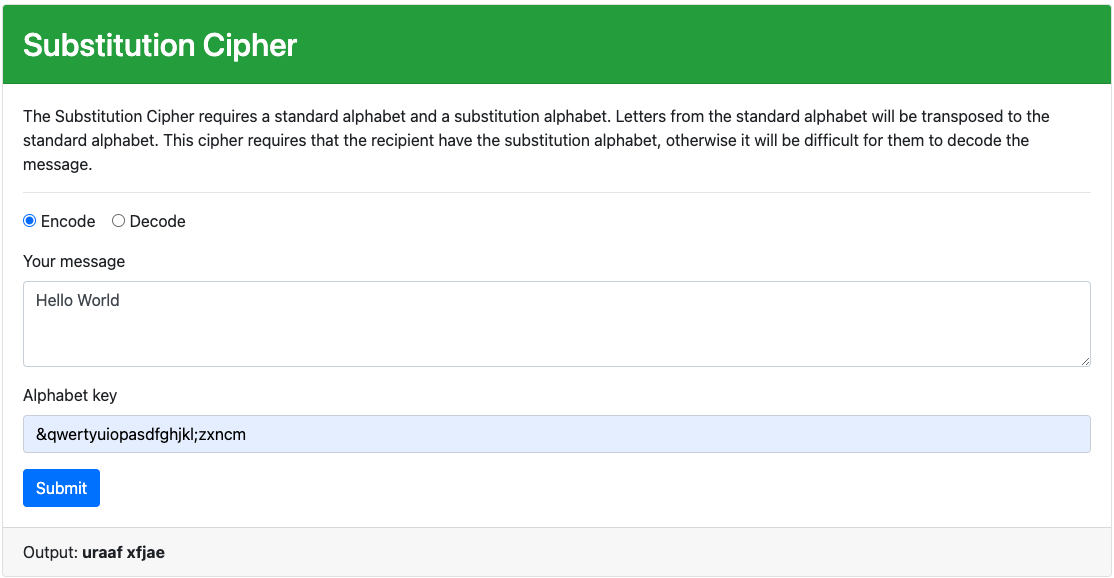 Substitution Cipher
The Substitution Cipher requires a standard alphabet and a substitution alphabet. Letters from the standard alphabet will be transposed to the
standard alphabet. This cipher requires that the recipient have the substitution alphabet, otherwise it will be difficult for them to decode the
message.
Encode Decode
Your message
Hello World
Alphabet key
&qwertyuiopasdfghjkl;zxncm
Submit
Output: uraaf xfjae